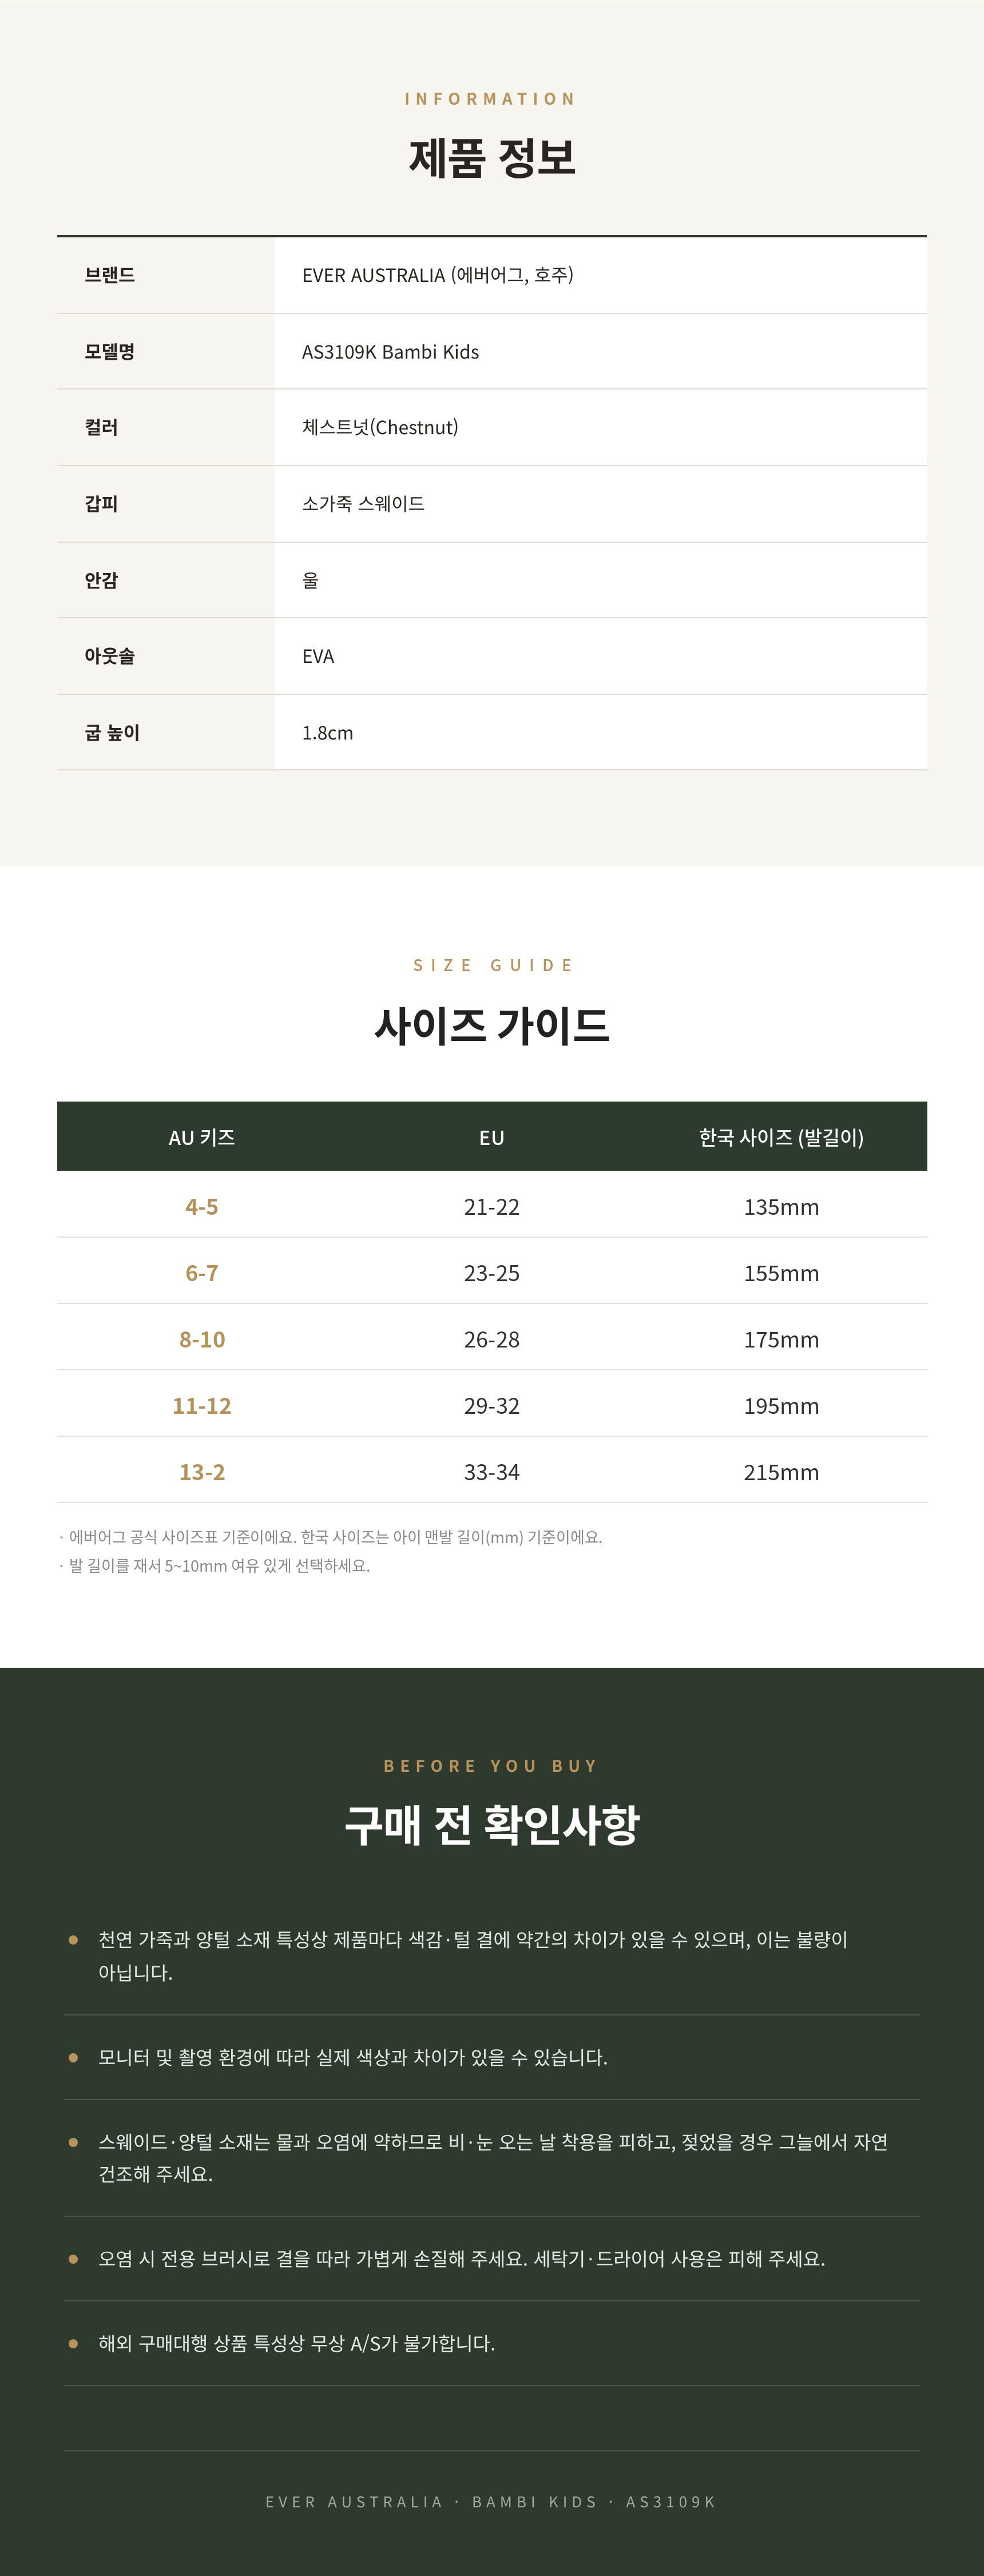 INFORMATION
제품 정보
브랜드 EVER AUSTRALIA (에버어그, 호주)
모델명 AS3109K Bambi Kids
컬러 체스트넛(Chestnut)
갑피 소가죽 스웨이드
안감 울
아웃솔 EVA
굽 높이 1.8cm
SIZE GUIDE
사이즈 가이드
AU 키즈 EU 한국 사이즈 (발길이)
4-5 21-22 135mm
6-7 23-25 155mm
8-10 26-28 175mm
11-12 29-32 195mm
13-2 33-34 215mm
· 에버어그 공식 사이즈표 기준이에요. 한국 사이즈는 아이 맨발 길이(mm) 기준이에요.
· 발 길이를 재서 5~10mm 여유 있게 선택하세요.
BEFORE YOU BUY
구매 전 확인사항
천연 가죽과 양털 소재 특성상 제품마다 색감·털 결에 약간의 차이가 있을 수 있으며, 이는 불량이
아닙니다.
모니터 및 촬영 환경에 따라 실제 색상과 차이가 있을 수 있습니다.
스웨이드·양털 소재는 물과 오염에 약하므로 비·눈 오는 날 착용을 피하고, 젖었을 경우 그늘에서 자연
건조해 주세요.
오염 시 전용 브러시로 결을 따라 가볍게 손질해 주세요. 세탁기·드라이어 사용은 피해 주세요.
해외 구매대행 상품 특성상 무상 A/S가 불가합니다.
EVER AUSTRALIA · BAMBI KIDS · AS3109K